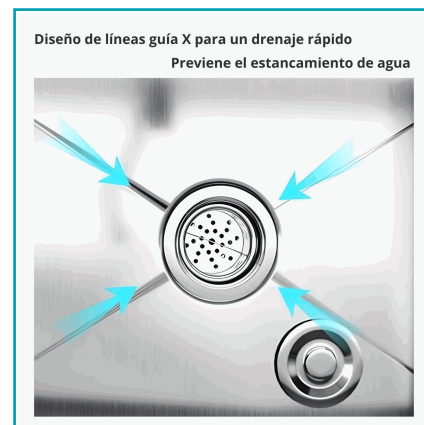 Diseño de líneas guía X para un drenaje rápido
Previene el estancamiento de agua